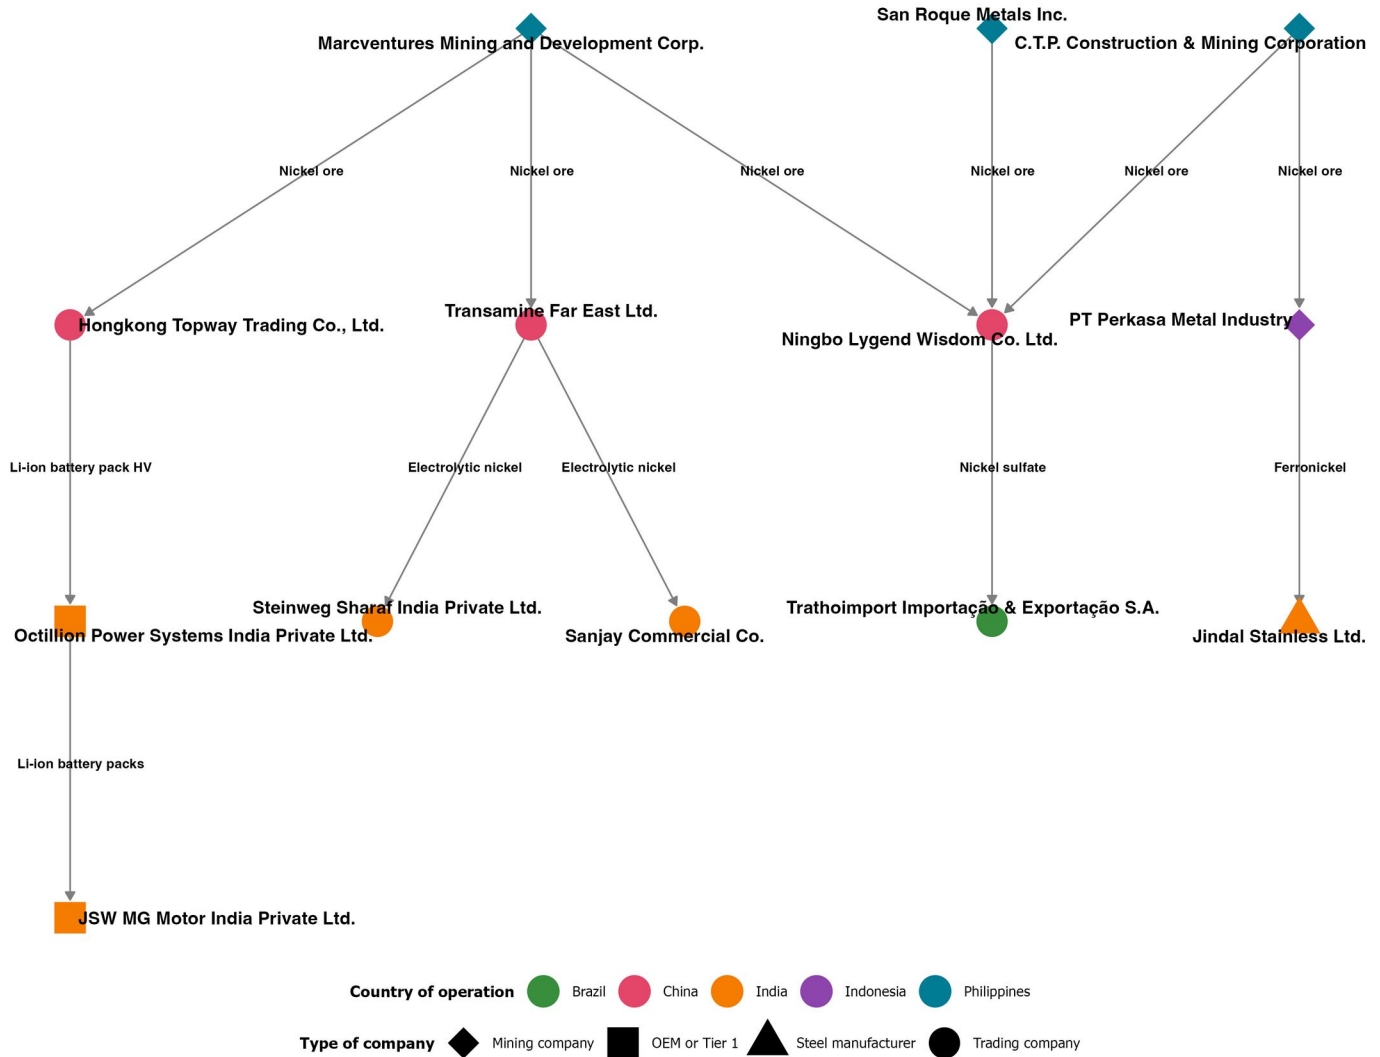 San Roque Metals Inc.
Marcventures Mining and Development Corp.
C.T.P. Construction & Mining Corporation
Nickel ore
Nickel ore
Nickel ore
Nickel ore
Nickel ore
Nickel ore
Hongkong Topway Trading Co., Ltd.
Transamine Far East Ltd.
Ningbo Lygend Wisdom Co. Ltd.
PT Perkasa Metal Industry
Li-ion battery pack HV
Electrolytic nickel
Electrolytic nickel
Nickel sulfate
Ferronickel
Octillion Power Systems India Private Ltd.
Steinweg Sharaf India Private Ltd.
Sanjay Commercial Co.
Trathoimport Importação & Exportação S.A.
Jindal Stainless Ltd.
Li-ion battery packs
JSW MG Motor India Private Ltd.
Country of operation Brazil China India Indonesia Philippines
Type of company Mining company OEM or Tier 1 Steel manufacturer Trading company